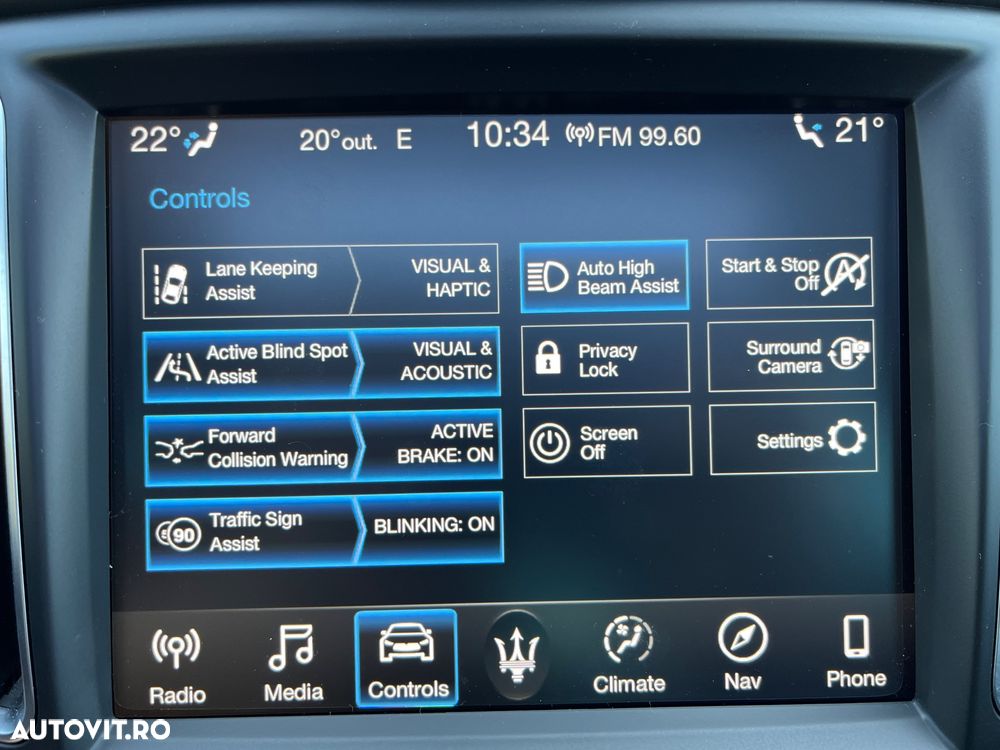 22° 20°out. E 10:34 FM 99.60 21°
Controls
Lane Keeping
Assist
VISUAL &
HAPTIC
Auto High
Beam Assist
Start & Stop
Off
Active Blind Spot
Assist
VISUAL &
ACOUSTIC
Privacy
Lock
Surround
Camera
Forward
Collision Warning
ACTIVE
BRAKE: ON
Screen
Off
Settings
90
Traffic Sign
Assist
BLINKING: ON
Radio
Media
Controls
Climate
Nav
Phone
AUTOVIT.RO